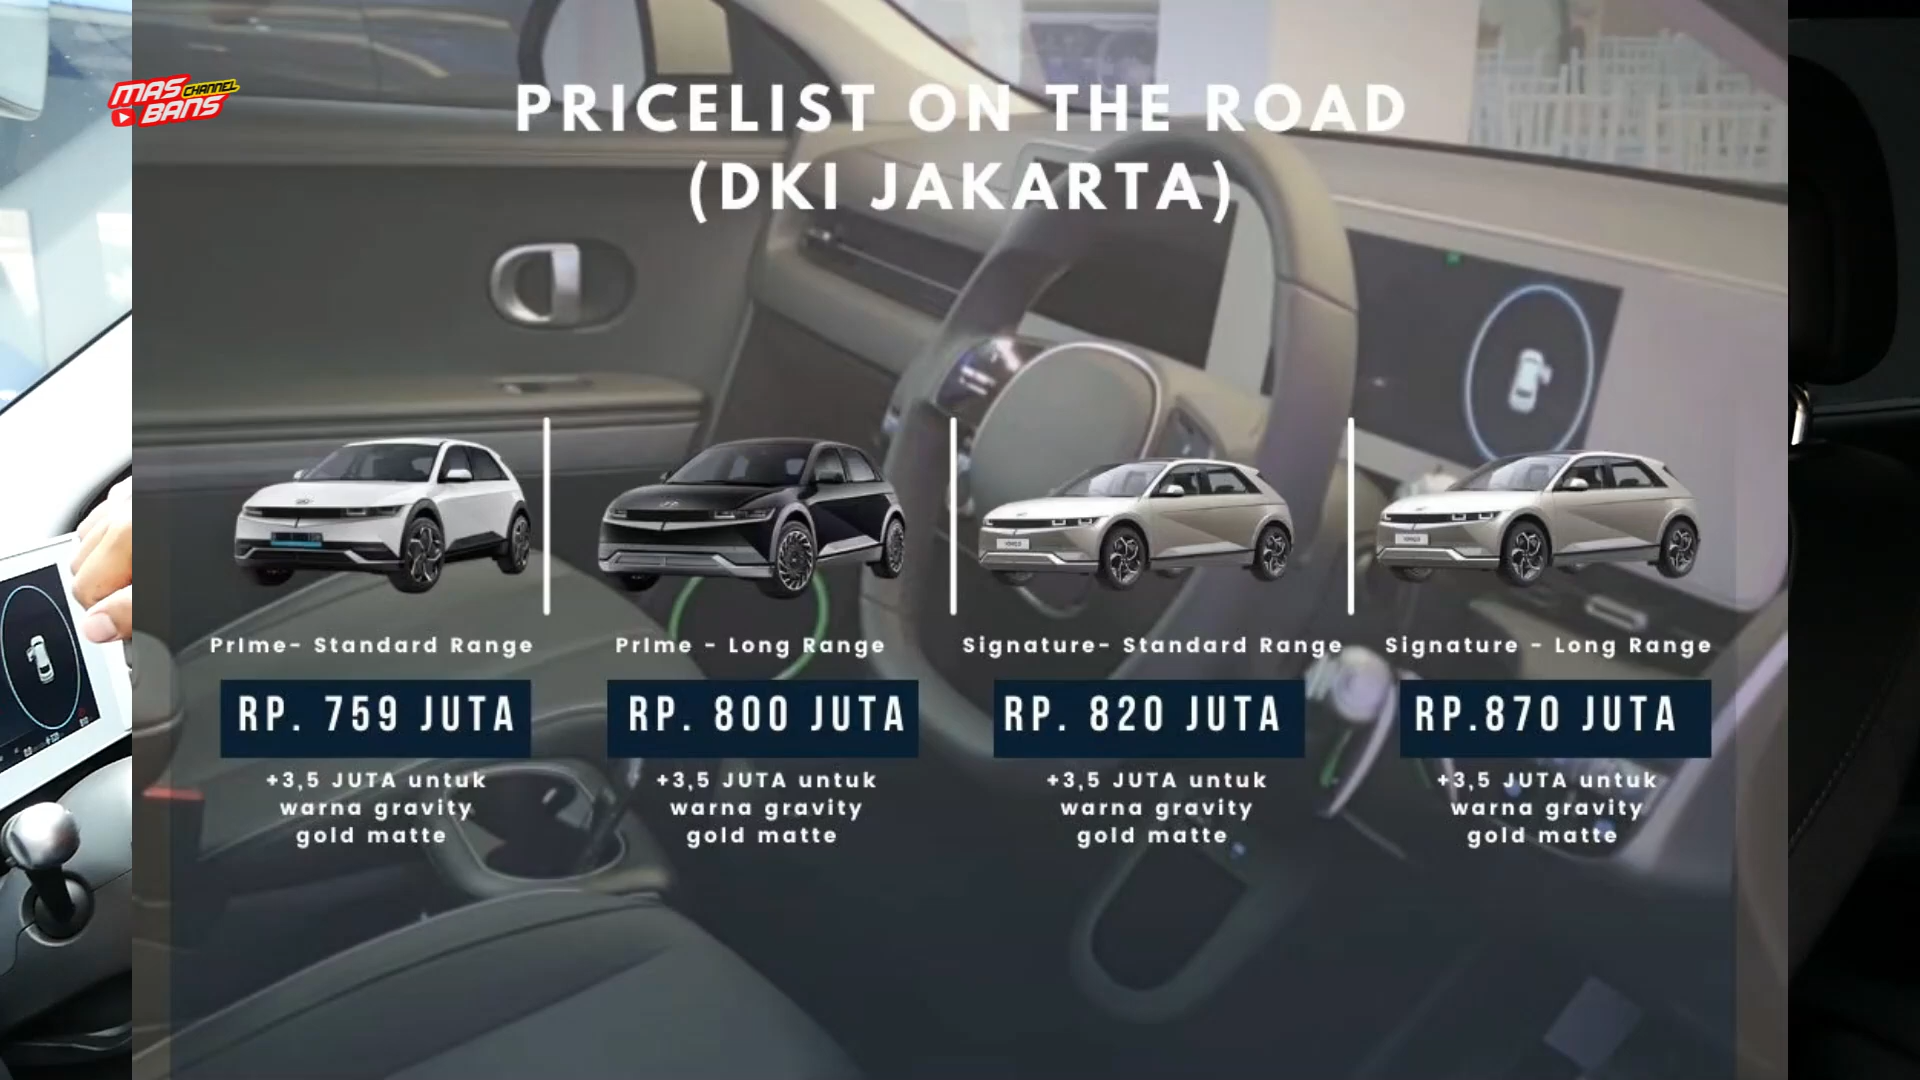 MAS CHANNEL
BANS
PRICELIST ON THE ROAD
(DKI JAKARTA)
PrIme- Standard Range
PrIme - Long Range
Signature- Standard Range
Signature - Long Range
RP. 759 JUTA
RP. 800 JUTA
RP. 820 JUTA
RP.870 JUTA
+3,5 JUTA untuk
warna gravity
gold matte
+3,5 JUTA untuk
warna gravity
gold matte
+3,5 JUTA untuk
warna gravity
gold matte
+3,5 JUTA untuk
warna gravity
gold matte